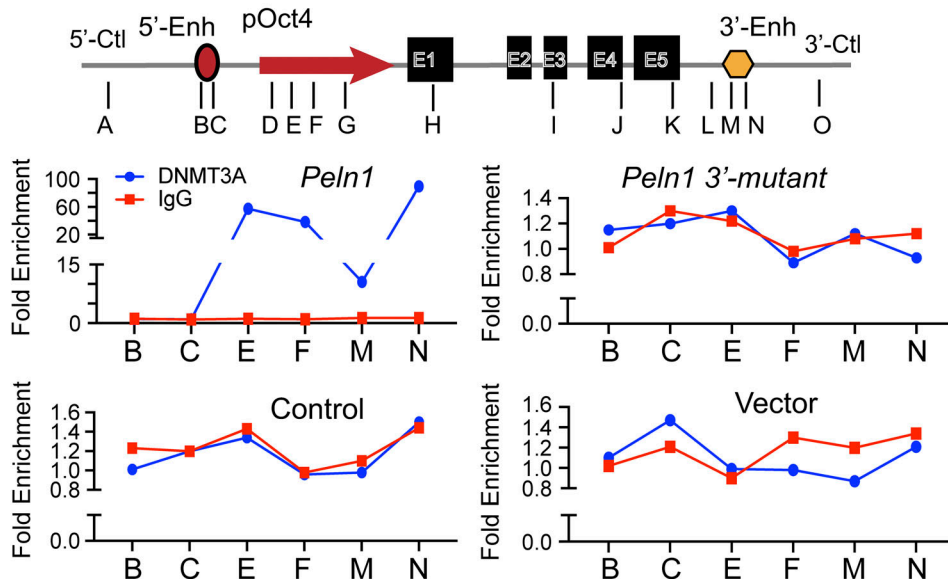 5'-Ctl 5'-Enh pOct4 3'-Enh 3'-Ctl
E1 E2 E3 E4 E5
A B C D E F G H I J K L M N O
Peln1
DNMT3A
IgG
Fold Enrichment
100
60
20
15
0
B C E F M N
Peln1 3'-mutant
Fold Enrichment
1.4
1.2
1.0
0.8
0.0
B C E F M N
Control
Fold Enrichment
1.6
1.4
1.2
1.0
0.8
0.0
B C E F M N
Vector
Fold Enrichment
1.6
1.4
1.2
1.0
0.8
0.0
B C E F M N